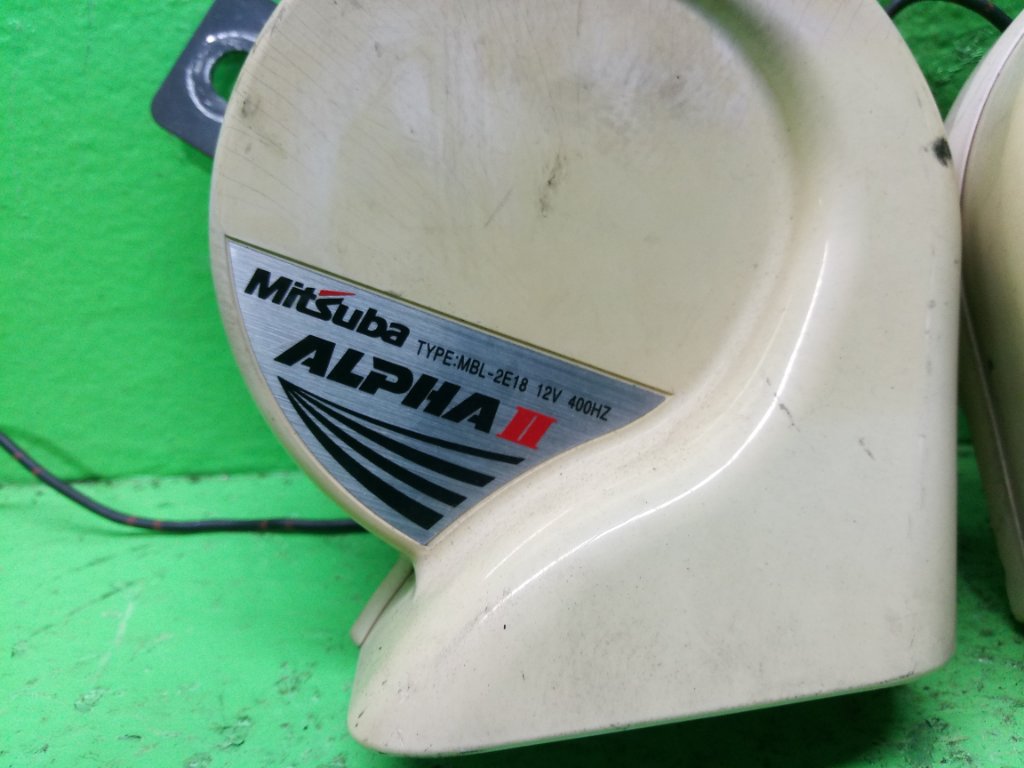 Mitsuba
TYPE:MBL-2E18 12V 400HZ
ALPHA II